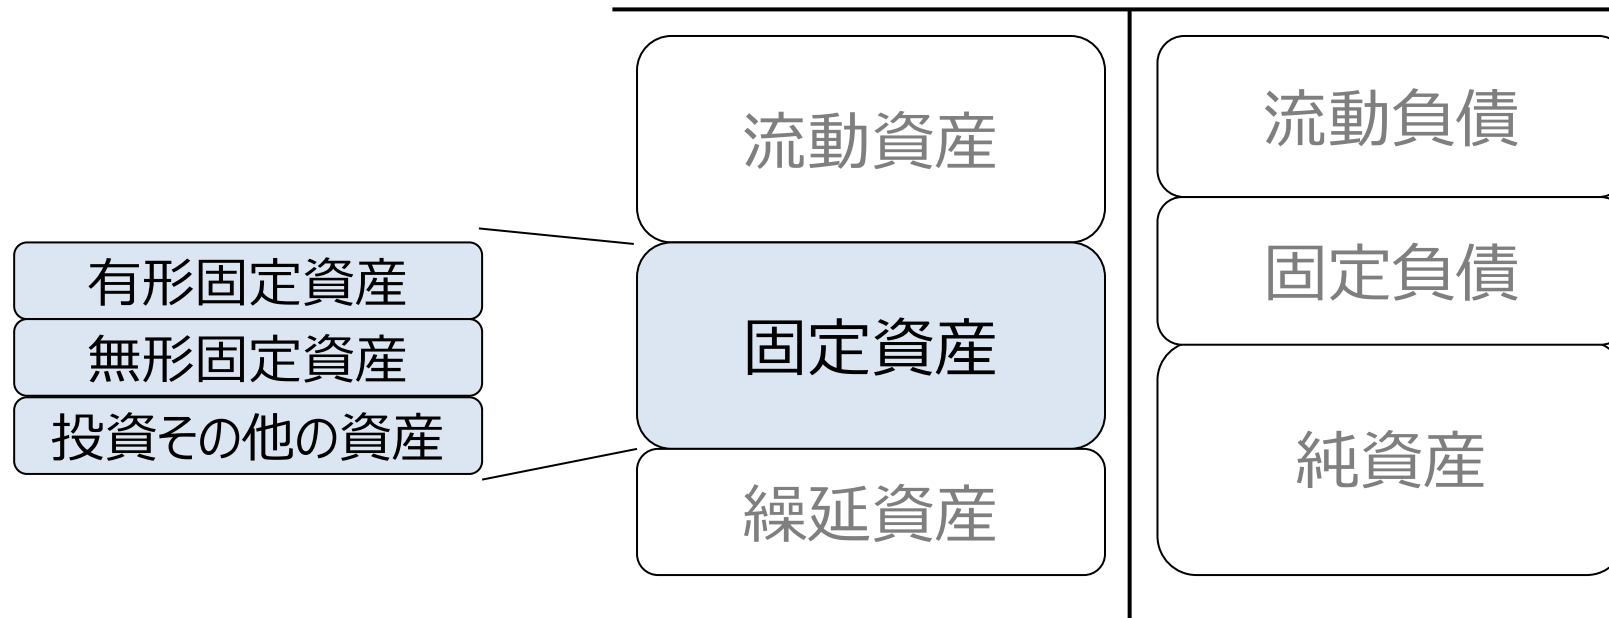 流動資産
流動負債
有形固定資産
無形固定資産
投資その他の資産
固定資産
固定負債
繰延資産
純資産